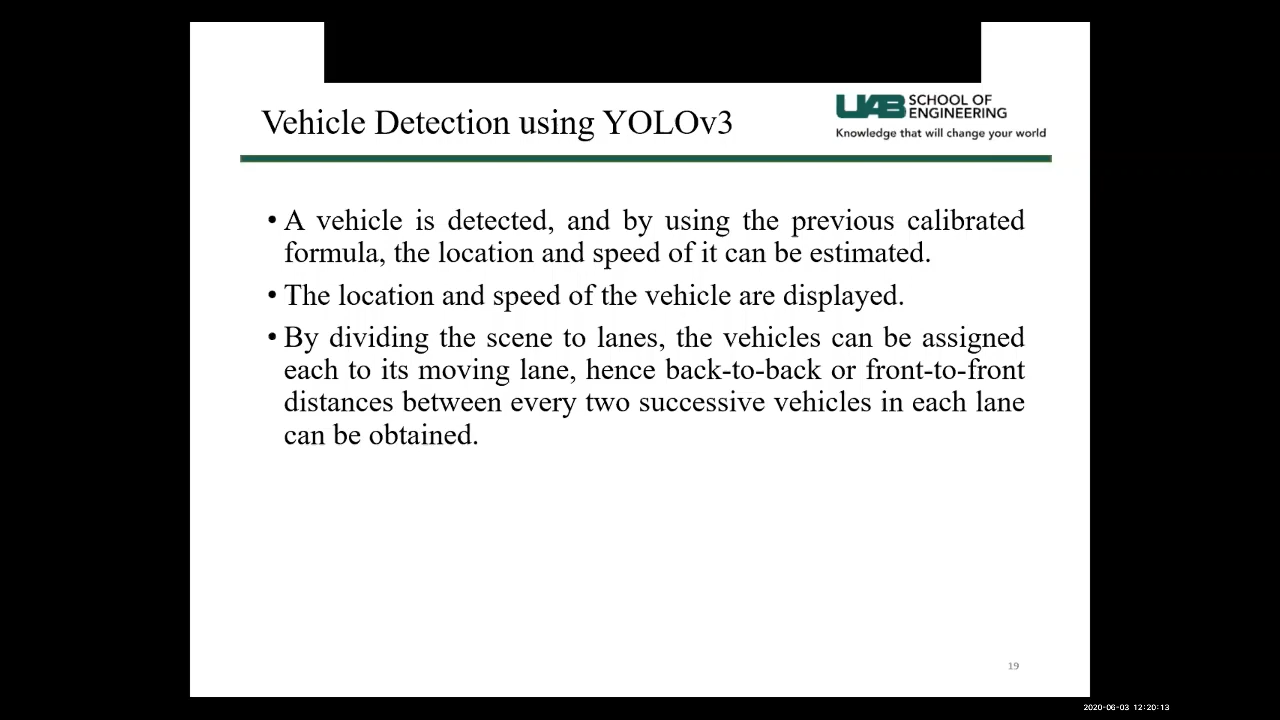 Vehicle Detection using YOLOv3
UAB SCHOOL OF
ENGINEERING
Knowledge that will change your world
• A vehicle is detected, and by using the previous calibrated
formula, the location and speed of it can be estimated.
• The location and speed of the vehicle are displayed.
• By dividing the scene to lanes, the vehicles can be assigned
each to its moving lane, hence back-to-back or front-to-front
distances between every two successive vehicles in each lane
can be obtained.
19
2020-06-03 12:20:13